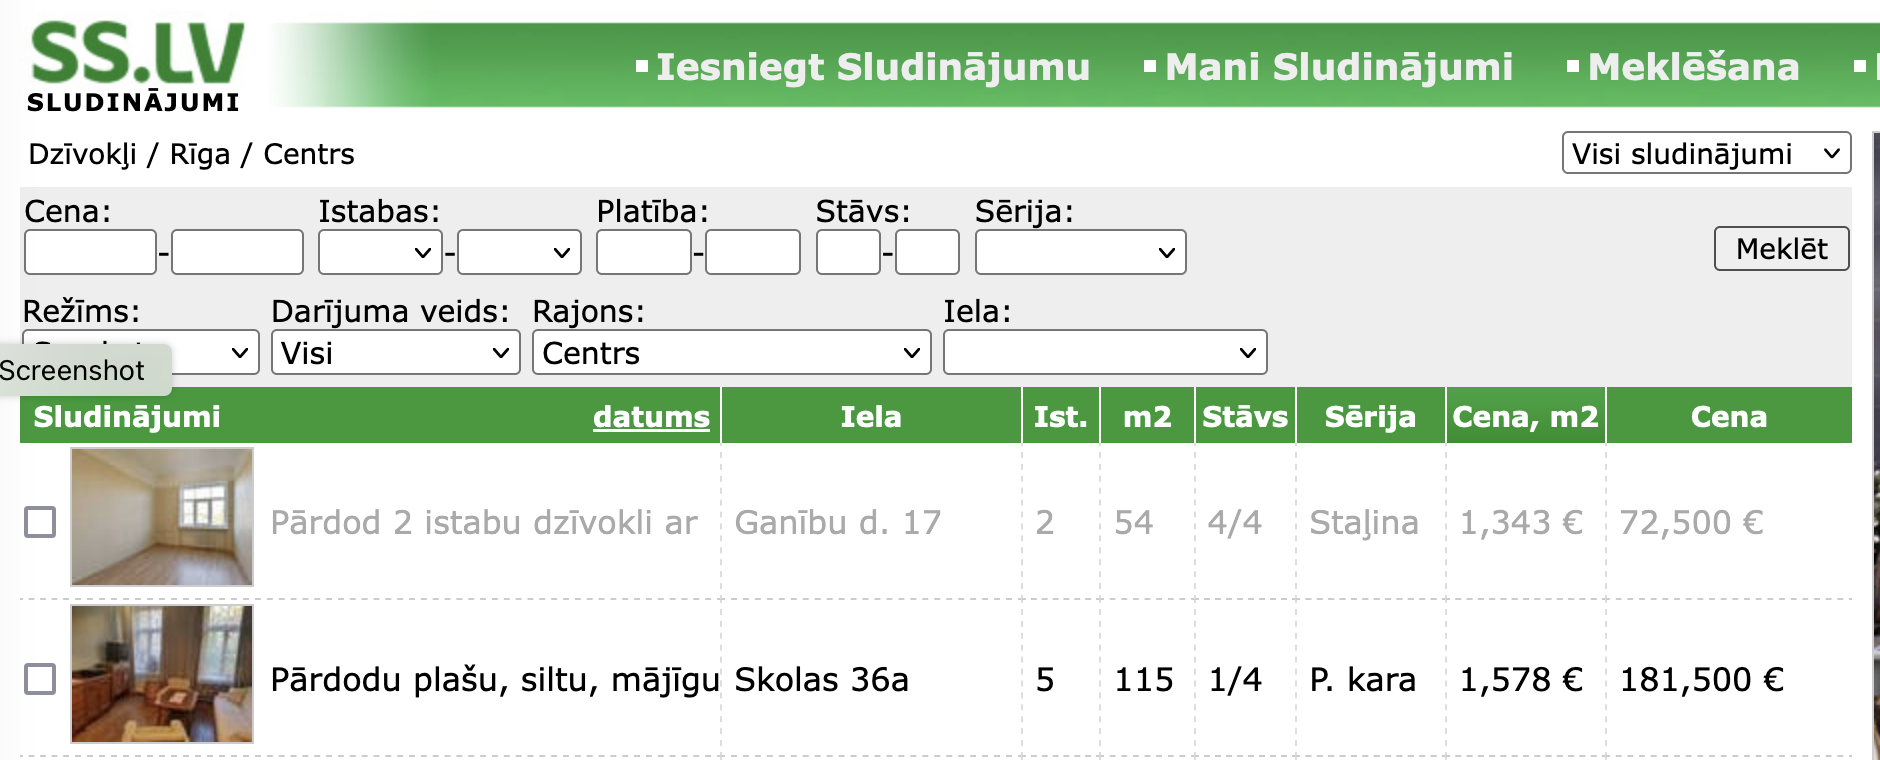 SS.LV
SLUDINĀJUMI
Iesniegt Sludinājumu Mani Sludinājumi Meklēšana
Dzīvokļi / Rīga / Centrs Visi sludinājumi
Cena: Istabas: Platība: Stāvs: Sērija:
- - - -
Meklēt
Režīms: Darījuma veids: Rajons: Iela:
Visi Centrs
Screenshot
Sludinājumi datums Iela Ist. m2 Stāvs Sērija Cena, m2 Cena
Pārdod 2 istabu dzīvokli ar Ganību d. 17 2 54 4/4 Staļina 1,343 € 72,500 €
Pārdodu plašu, siltu, mājīgu Skolas 36a 5 115 1/4 P. kara 1,578 € 181,500 €